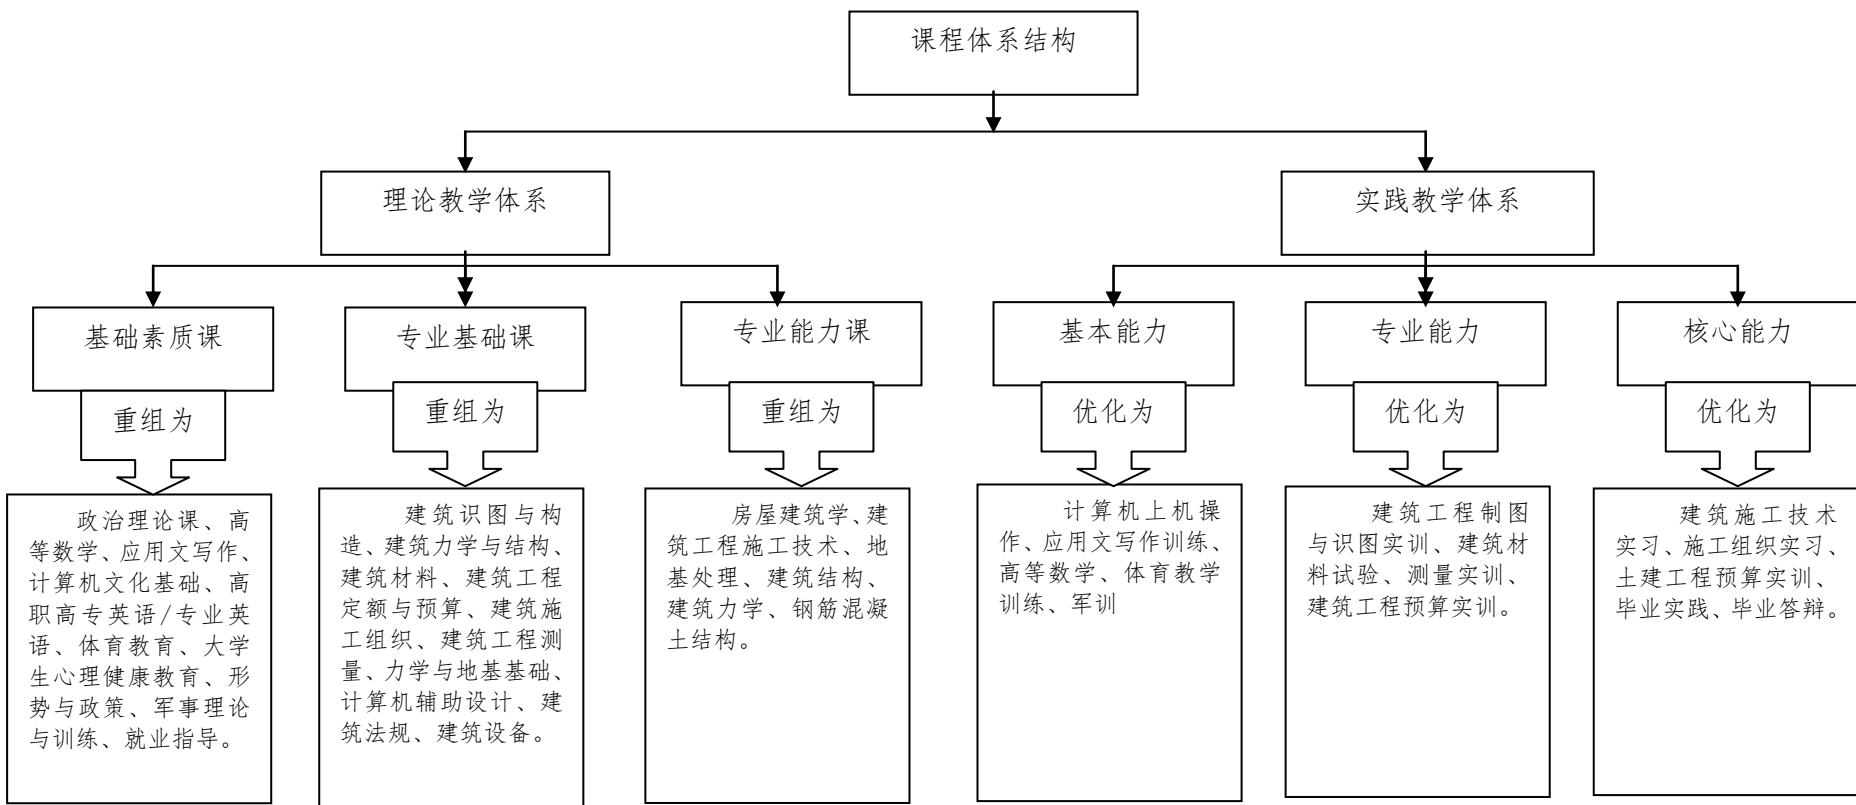 课程体系结构
理论教学体系
实践教学体系
基础素质课
专业基础课
专业能力课
基本能力
专业能力
核心能力
重组为
重组为
重组为
优化为
优化为
优化为
政治理论课、高
等数学、应用文写作、
计算机文化基础、高
职高专英语/专业英
语、体育教育、大学
生心理健康教育、形
势与政策、军事理论
与训练、就业指导。
建筑识图与构
造、建筑力学与结构、
建筑材料、建筑工程
定额与预算、建筑施
工组织、建筑工程测
量、力学与地基基础、
计算机辅助设计、建
筑法规、建筑设备。
房屋建筑学、建
筑工程施工技术、地
基处理、建筑结构、
建筑力学、钢筋混凝
土结构。
计算机上机操
作、应用文写作训练、
高等数学、体育教学
训练、军训
建筑工程制图
与识图实训、建筑材
料试验、测量实训、
建筑工程预算实训。
建筑施工技术
实习、施工组织实习、
土建工程预算实训、
毕业实践、毕业答辩。